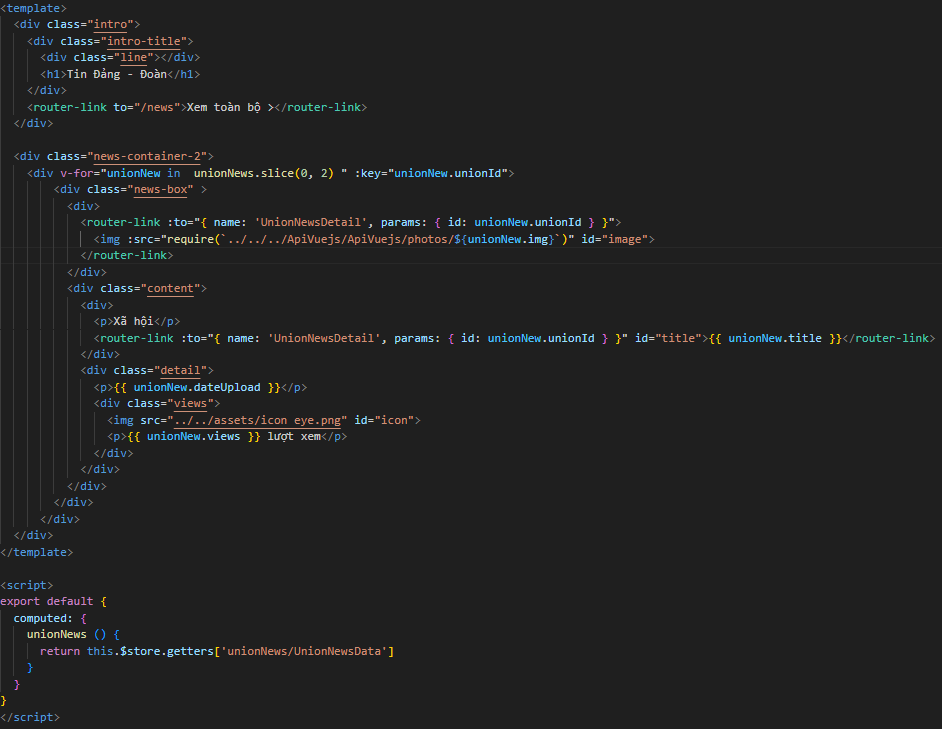 <template>
  <div class="intro">
    <div class="intro-title">
      <div class="line"></div>
      <h1>Tin Đảng - Đoàn</h1>
    </div>
    <router-link to="/news">Xem toàn bộ ></router-link>
  </div>

  <div class="news-container-2">
    <div v-for="unionNew in  unionNews.slice(0, 2) " :key="unionNew.unionId">
        <div class="news-box" >
          <div>
            <router-link :to="{ name: 'UnionNewsDetail', params: { id: unionNew.unionId } }">
              <img :src="require(`../../../ApiVuejs/ApiVuejs/photos/${unionNew.img}`)" id="image">
            </router-link>
          </div>
          <div class="content">
            <div>
              <p>Xã hội</p>
              <router-link :to="{ name: 'UnionNewsDetail', params: { id: unionNew.unionId } }" id="title">{{ unionNew.title }}</router-link>
            </div>
            <div class="detail">
              <p>{{ unionNew.dateUpload }}</p>
              <div class="views">
                <img src="../../assets/icon_eye.png" id="icon">
                <p>{{ unionNew.views }} lượt xem</p>
              </div>
            </div>
          </div>
        </div>
      </div>
  </div>
</template>

<script>
export default {
  computed: {
    unionNews () {
      return this.$store.getters['unionNews/UnionNewsData']
    }
  }
}
</script>